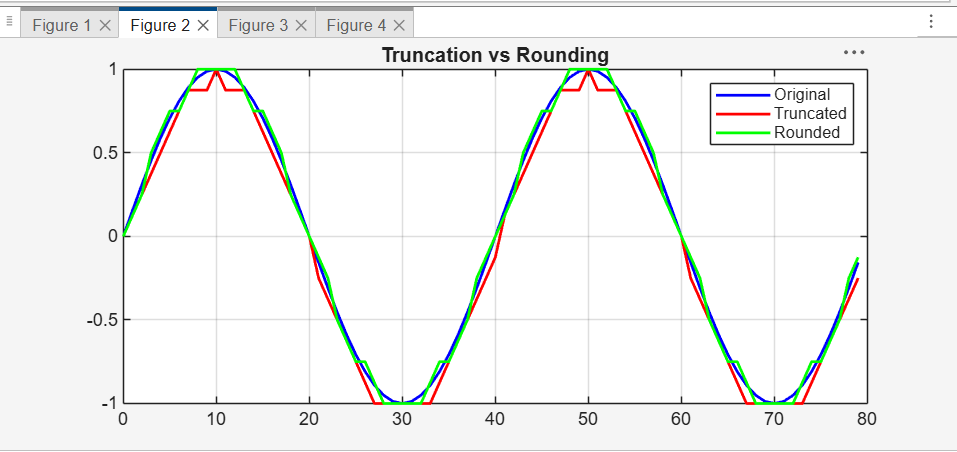 Figure 1 × Figure 2 × Figure 3 × Figure 4 ×
Truncation vs Rounding
1
0.5
0
-0.5
-1
Original
Truncated
Rounded
0 10 20 30 40 50 60 70 80